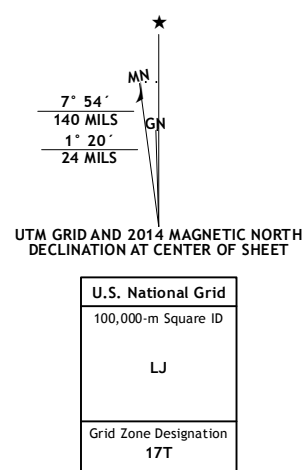 ★
MN
GN
7° 54´
140 MILS
1° 20´
24 MILS
UTM GRID AND 2014 MAGNETIC NORTH
DECLINATION AT CENTER OF SHEET
U.S. National Grid
100,000-m Square ID
LJ
Grid Zone Designation
17T